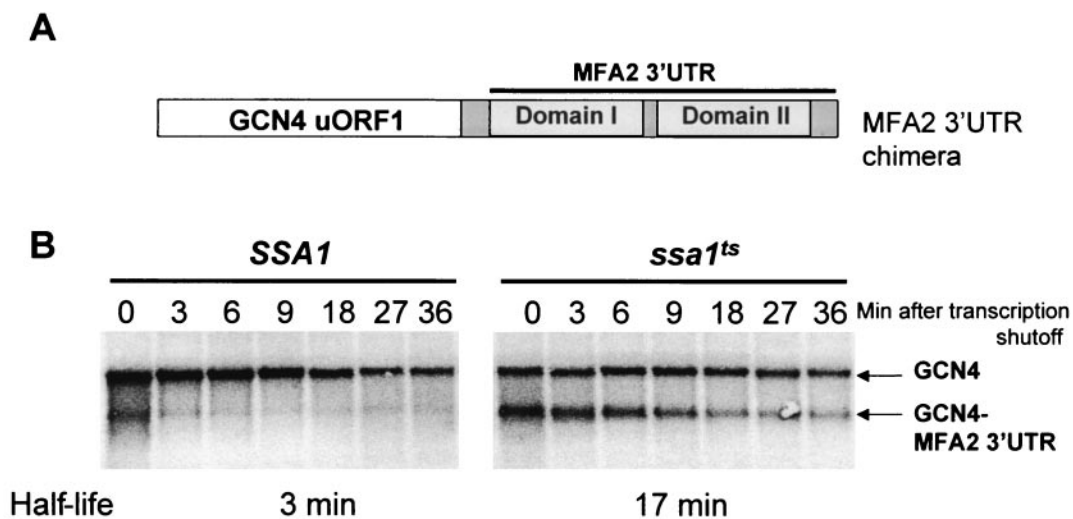 A
MFA2 3'UTR
GCN4 uORF1 Domain I Domain II
MFA2 3'UTR
chimera
B
SSA1 ssa1ts
0 3 6 9 18 27 36 0 3 6 9 18 27 36 Min after transcription
shutoff
GCN4
GCN4-
MFA2 3'UTR
Half-life 3 min 17 min